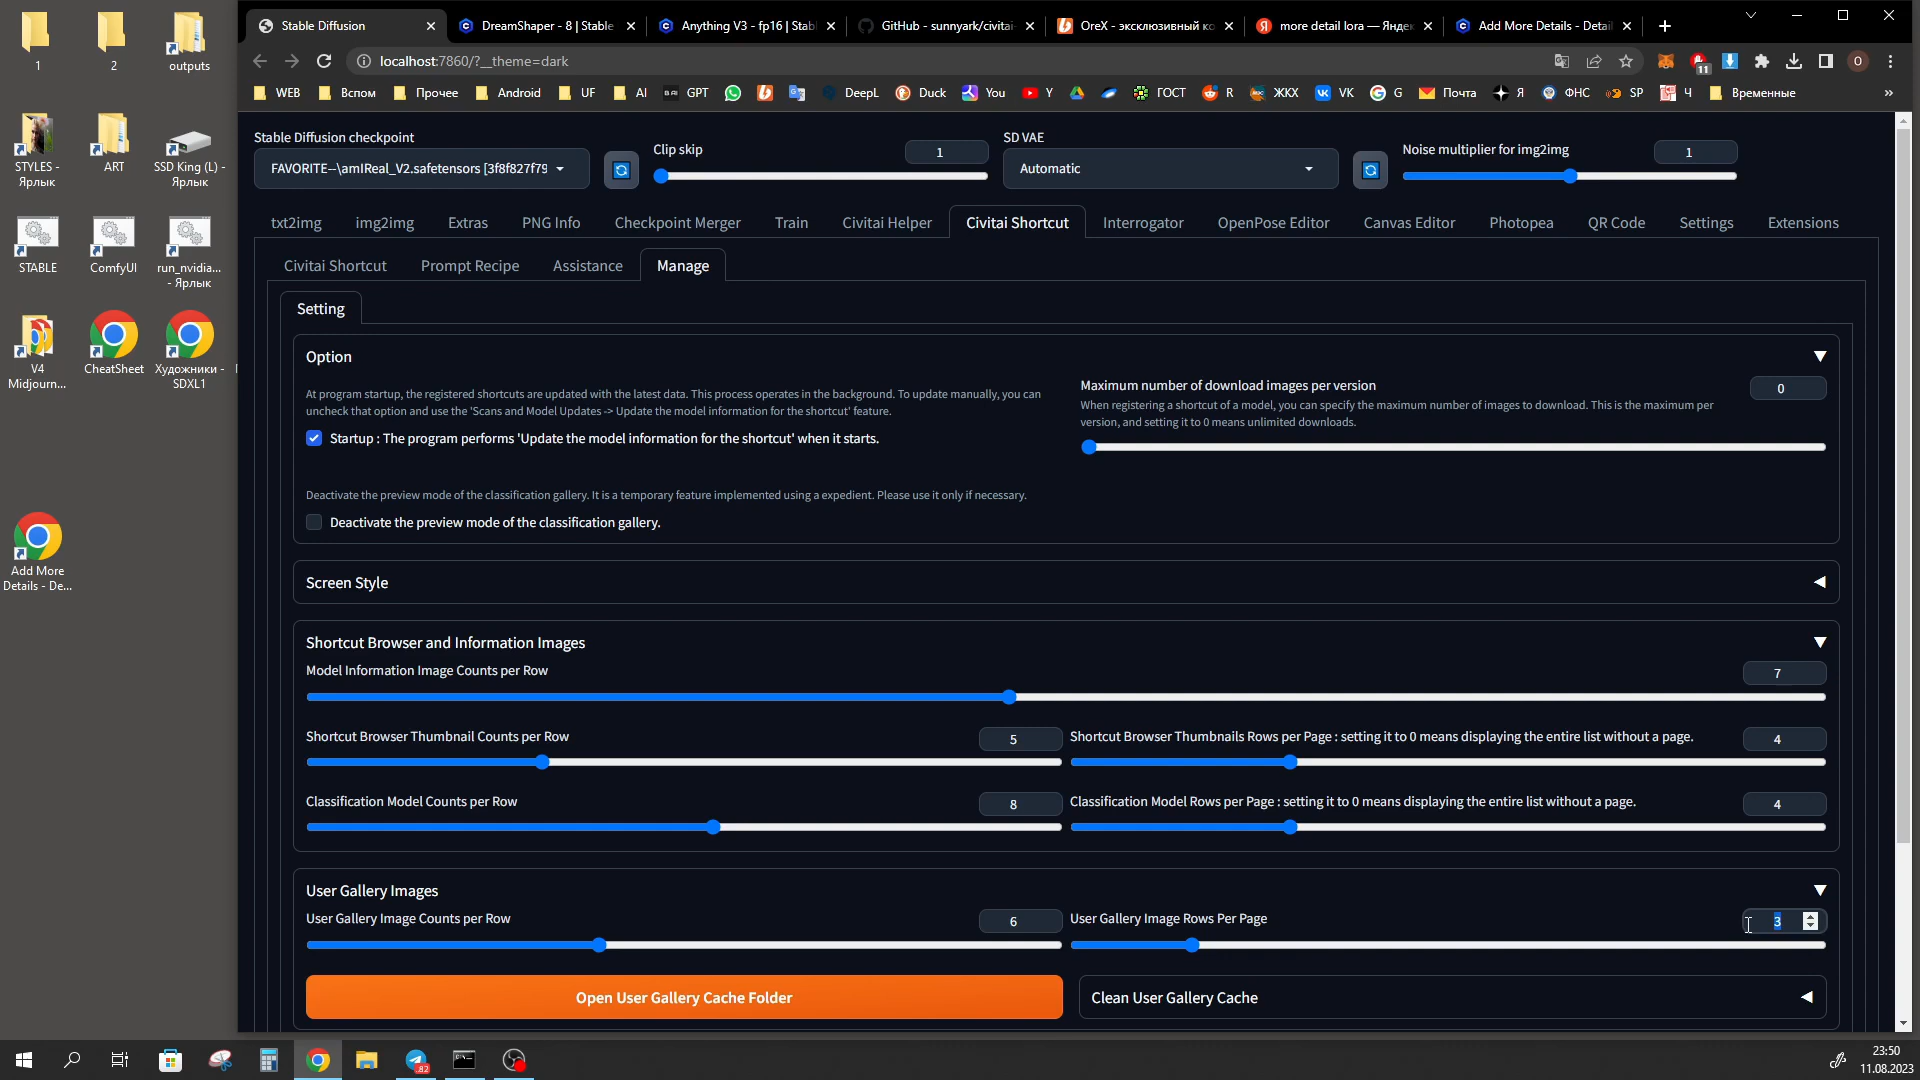 1
2
outputs
STYLES - Ярлык
ART
SSD King (L) - Ярлык
STABLE
ComfyUI
run_nvidia... - Ярлык
V4 Midjourn...
CheatSheet
Художники - SDXL1
Add More Details - De...
Stable Diffusion
DreamShaper - 8 | Stable
Anything V3 - fp16 | Stab
GitHub - sunnyark/civitai-
OreX - эксклюзивный ко
more detail lora — Яндек
Add More Details - Detail
localhost:7860/?__theme=dark
11
O
WEB
Вспом
Прочее
Android
UF
AI
GPT
DeepL
Duck
You
Y
ГОСТ
R
ЖКХ
VK
G
Почта
Я
ФНС
SP
Ч
Временные
»
Stable Diffusion checkpoint
FAVORITE--\amIReal_V2.safetensors [3f8f827f79
Clip skip
1
SD VAE
Automatic
Noise multiplier for img2img
1
txt2img
img2img
Extras
PNG Info
Checkpoint Merger
Train
Civitai Helper
Civitai Shortcut
Interrogator
OpenPose Editor
Canvas Editor
Photopea
QR Code
Settings
Extensions
Civitai Shortcut
Prompt Recipe
Assistance
Manage
Setting
Option
At program startup, the registered shortcuts are updated with the latest data. This process operates in the background. To update manually, you can
uncheck that option and use the 'Scans and Model Updates -> Update the model information for the shortcut' feature.
Startup : The program performs 'Update the model information for the shortcut' when it starts.
Maximum number of download images per version
0
When registering a shortcut of a model, you can specify the maximum number of images to download. This is the maximum per
version, and setting it to 0 means unlimited downloads.
Deactivate the preview mode of the classification gallery. It is a temporary feature implemented using a expedient. Please use it only if necessary.
Deactivate the preview mode of the classification gallery.
Screen Style
Shortcut Browser and Information Images
Model Information Image Counts per Row
7
Shortcut Browser Thumbnail Counts per Row
5
Shortcut Browser Thumbnails Rows per Page : setting it to 0 means displaying the entire list without a page.
4
Classification Model Counts per Row
8
Classification Model Rows per Page : setting it to 0 means displaying the entire list without a page.
4
User Gallery Images
User Gallery Image Counts per Row
6
User Gallery Image Rows Per Page
3
Open User Gallery Cache Folder
Clean User Gallery Cache
82
23:50
11.08.2023